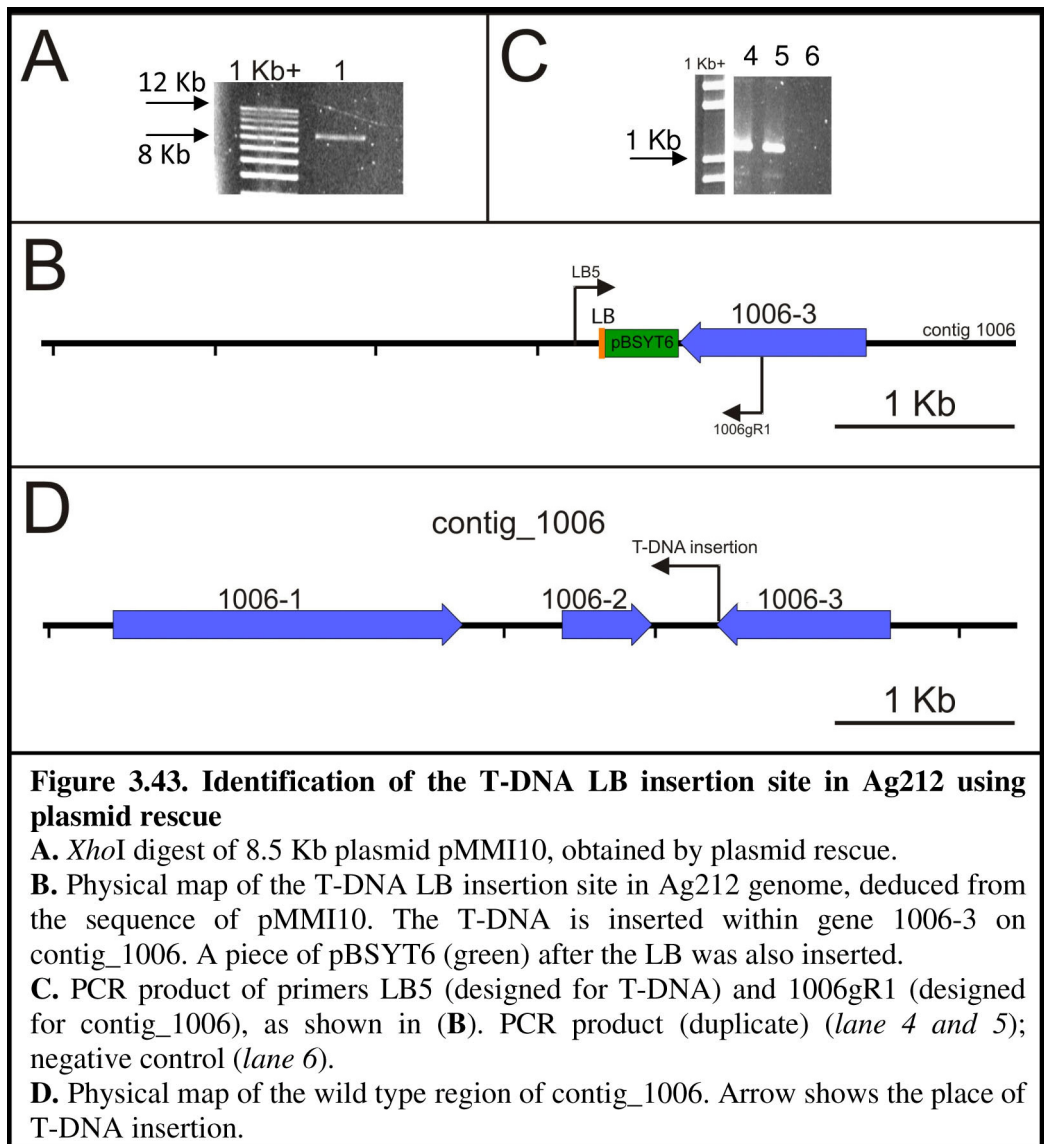 A
12 Kb
1 Kb+ 1
8 Kb
C
1 Kb+ 4 5 6
1 Kb
B
LB5
LB
pBSYT6
1006-3
contig 1006
1006gR1
1 Kb
D
contig_1006
T-DNA insertion
1006-1
1006-2
1006-3
1 Kb
Figure 3.43. Identification of the T-DNA LB insertion site in Ag212 using
plasmid rescue
A. XhoI digest of 8.5 Kb plasmid pMMI10, obtained by plasmid rescue.
B. Physical map of the T-DNA LB insertion site in Ag212 genome, deduced from
the sequence of pMMI10. The T-DNA is inserted within gene 1006-3 on
contig_1006. A piece of pBSYT6 (green) after the LB was also inserted.
C. PCR product of primers LB5 (designed for T-DNA) and 1006gR1 (designed
for contig_1006), as shown in (B). PCR product (duplicate) (lane 4 and 5);
negative control (lane 6).
D. Physical map of the wild type region of contig_1006. Arrow shows the place of
T-DNA insertion.